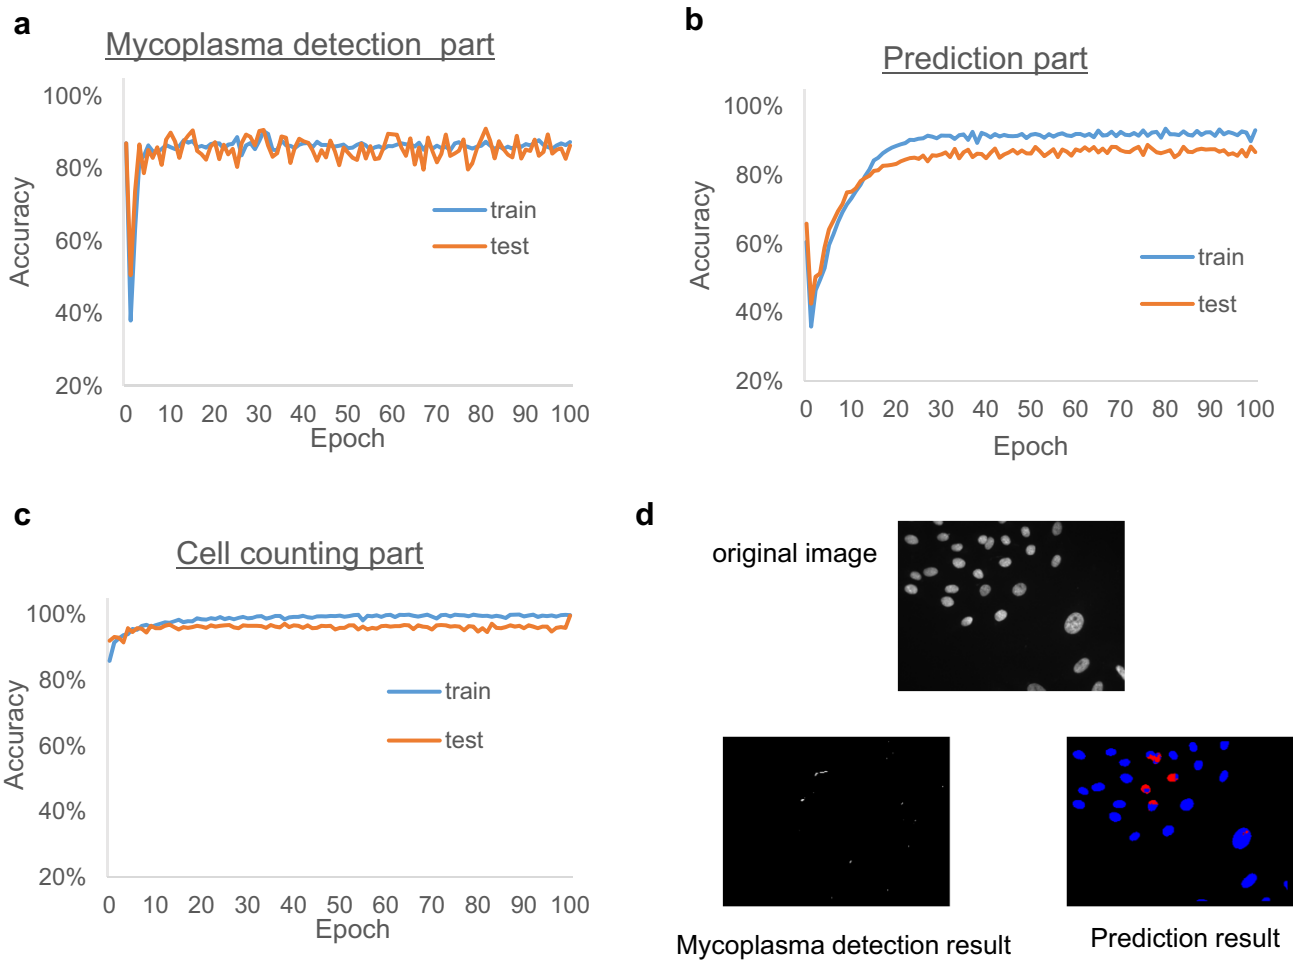 a
Mycoplasma detection part
100%
80%
60%
40%
20%
Accuracy
train
test
0 10 20 30 40 50 60 70 80 90 100
Epoch
b
Prediction part
100%
80%
60%
40%
20%
Accuracy
train
test
0 10 20 30 40 50 60 70 80 90 100
Epoch
c
Cell counting part
100%
80%
60%
40%
20%
Accuracy
train
test
0 10 20 30 40 50 60 70 80 90 100
Epoch
d
original image
Mycoplasma detection result
Prediction result